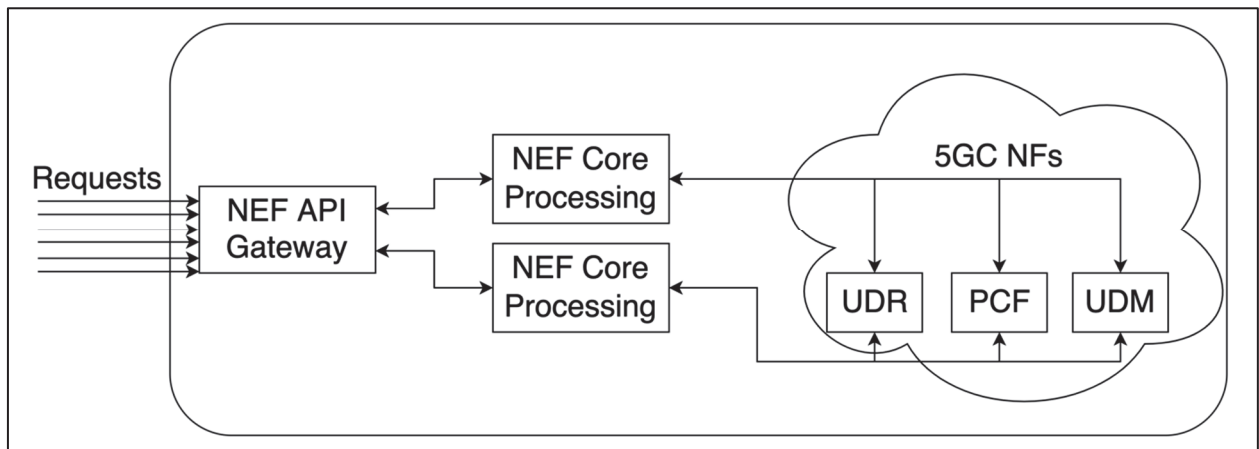 Requests
NEF API
Gateway
NEF Core
Processing
NEF Core
Processing
5GC NFs
UDR
PCF
UDM